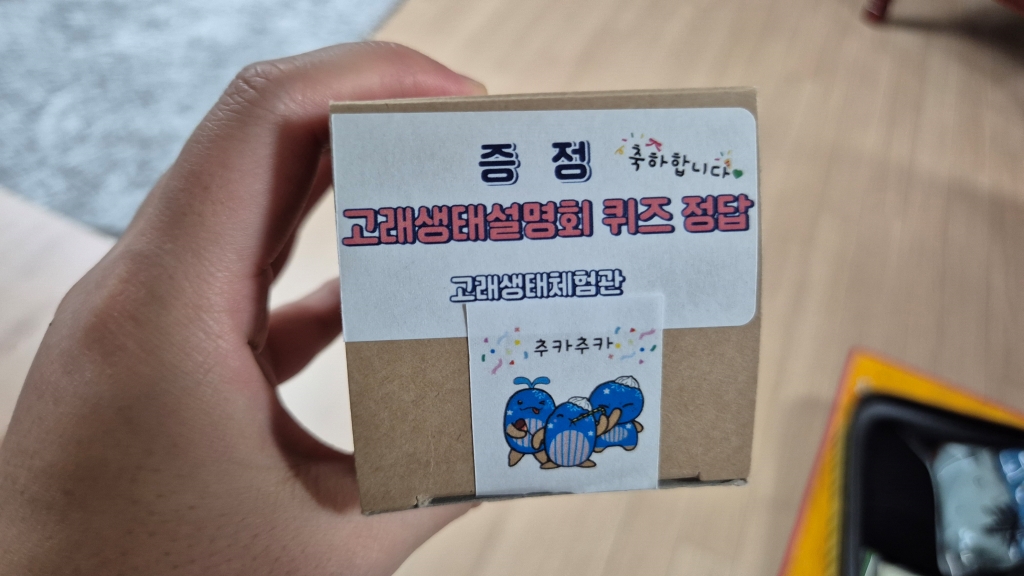 증 정
축하합니다
고래생태설명회 퀴즈 정답
고래생태체험관
추카추카